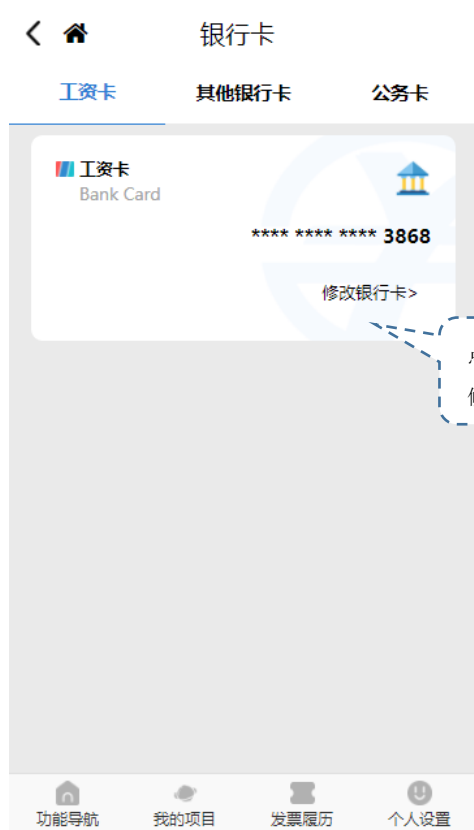 银行卡
工资卡 其他银行卡 公务卡
工资卡
Bank Card
**** **** **** 3868
修改银行卡>
功能导航 我的项目 发票履历 个人设置